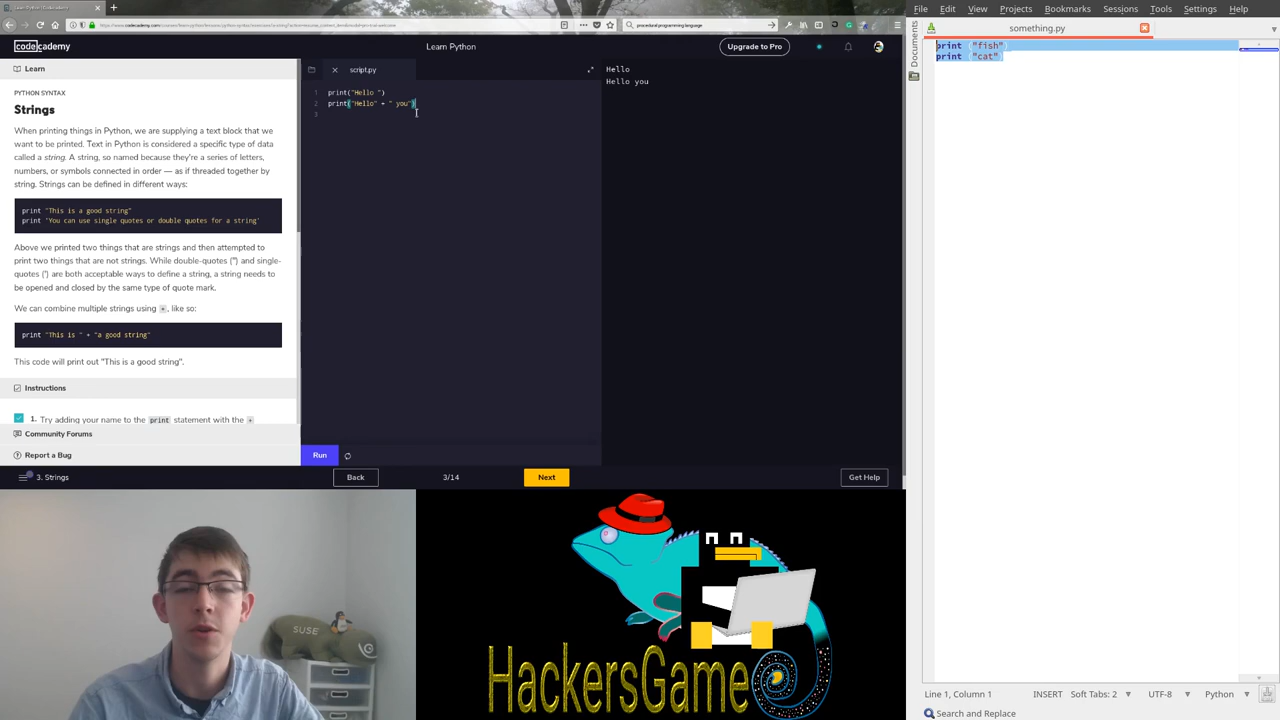 Learn Python | Codecademy
File
Edit
View
Projects
Bookmarks
Sessions
Tools
Settings
Help
procedural programming language
codecademy
Learn Python
Upgrade to Pro
something.py
Documents
print ("fish")
print ("cat")
Learn
PYTHON SYNTAX
Strings
When printing things in Python, we are supplying a text block that we
want to be printed. Text in Python is considered a specific type of data
called a string. A string, so named because they're a series of letters,
numbers, or symbols connected in order — as if threaded together by
string. Strings can be defined in different ways:
print "This is a good string"
print 'You can use single quotes or double quotes for a string'
Above we printed two things that are strings and then attempted to
print two things that are not strings. While double-quotes (") and single-
quotes (') are both acceptable ways to define a string, a string needs to
be opened and closed by the same type of quote mark.
We can combine multiple strings using +, like so:
print "This is " + "a good string"
This code will print out "This is a good string".
Instructions
1. Try adding your name to the print statement with the +
Community Forums
Report a Bug
script.py
1 print("Hello ")
2 print("Hello" + " you")
3
Hello
Hello you
Run
3. Strings
Back
3/14
Next
Get Help
SUSE
HackersGame
Line 1, Column 1
INSERT
Soft Tabs: 2
UTF-8
Python
Search and Replace